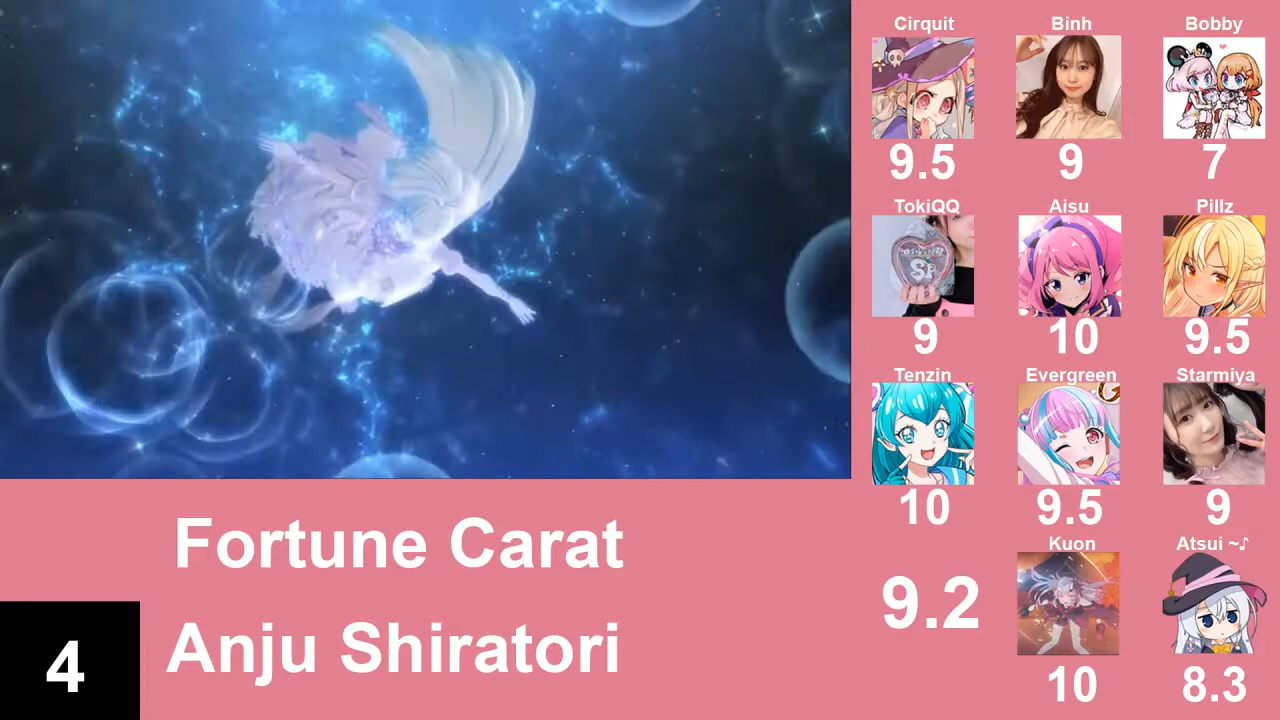 Cirquit Binh Bobby
9.5 9 7
TokiQQ Aisu Pillz
9 10 9.5
Tenzin Evergreen Starmiya
10 9.5 9
Kuon Atsui ~♪
9.2
10 8.3
Fortune Carat
4 Anju Shiratori